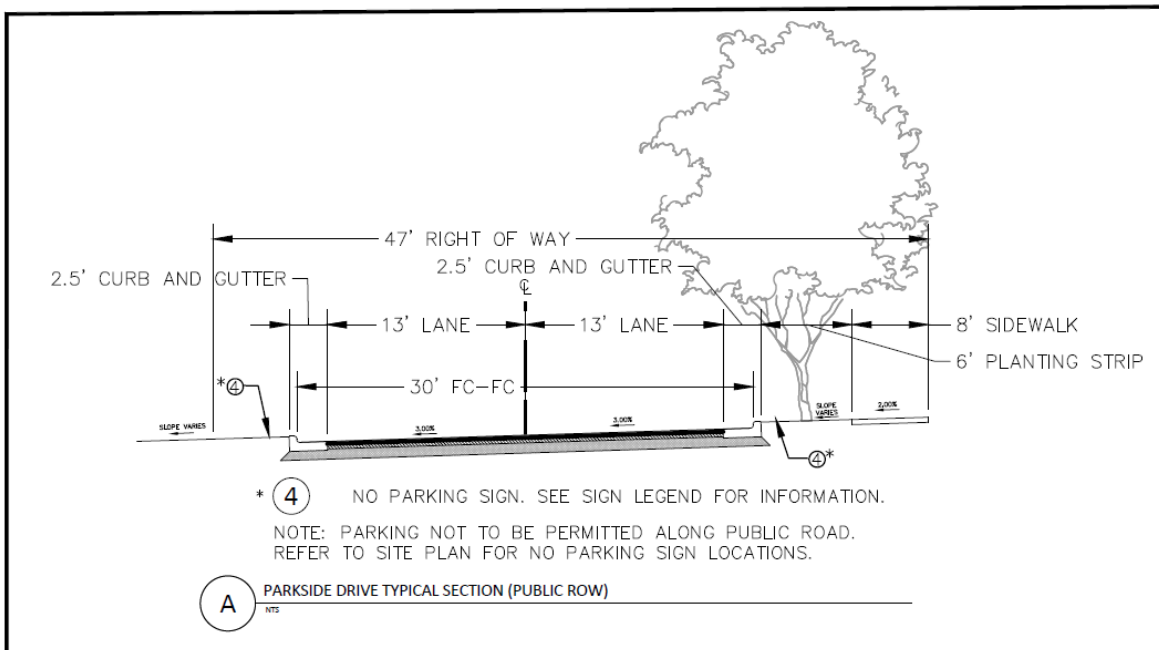 47' RIGHT OF WAY
2.5' CURB AND GUTTER
2.5' CURB AND GUTTER
℄
13' LANE
13' LANE
8' SIDEWALK
6' PLANTING STRIP
30' FC-FC
*4
SLOPE VARIES
3.00%
3.00%
SLOPE
VARIES
2.00%
4*
* 4 NO PARKING SIGN. SEE SIGN LEGEND FOR INFORMATION.
NOTE: PARKING NOT TO BE PERMITTED ALONG PUBLIC ROAD.
REFER TO SITE PLAN FOR NO PARKING SIGN LOCATIONS.
A PARKSIDE DRIVE TYPICAL SECTION (PUBLIC ROW)
NTS